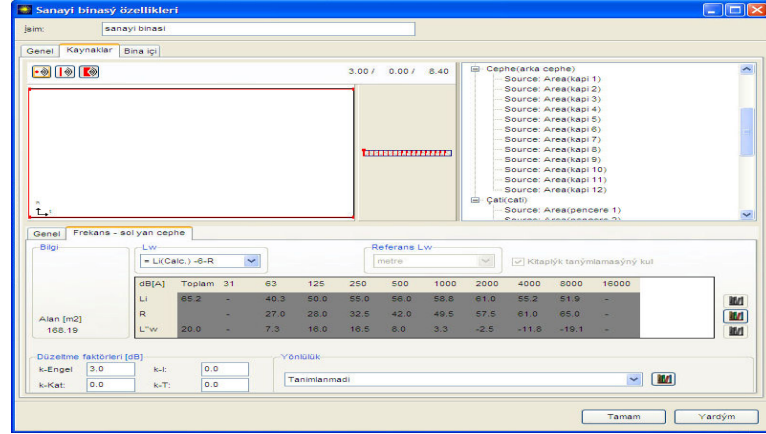 Sanayi binasý özellikleri
İsim: sanayi binasi
Genel Kaynaklar Bina içi
3.00 / 0.00 / 8.40
Cephe(arka cephe)
Source: Area(kapi 1)
Source: Area(kapi 2)
Source: Area(kapi 3)
Source: Area(kapi 4)
Source: Area(kapi 5)
Source: Area(kapi 6)
Source: Area(kapi 7)
Source: Area(kapi 8)
Source: Area(kapi 9)
Source: Area(kapi 10)
Source: Area(kapi 11)
Source: Area(kapi 12)
Çati(cati)
Source: Area(pencere 1)
Source: Area(pencere 2)
Genel Frekans - sol yan cephe
Bilgi Lw Referans Lw
= Li(Calc.) -6-R metre Kitaplýk tanýmlamasýný kul
dB[A] Toplam 31 63 125 250 500 1000 2000 4000 8000 16000
Li 65.2 - 40.3 50.0 55.0 56.0 58.8 61.0 55.2 51.9 -
R - 27.0 28.0 32.5 42.0 49.5 57.5 61.0 65.0 -
L"w 20.0 - 7.3 16.0 16.5 8.0 3.3 -2.5 -11.8 -19.1 -
Alan [m2]
168.19
Düzeltme faktörleri [dB] Yönlülük
k-Engel 3.0 k-I: 0.0
Tanimlanmadi
k-Kat: 0.0 k-T: 0.0
Tamam Yardým